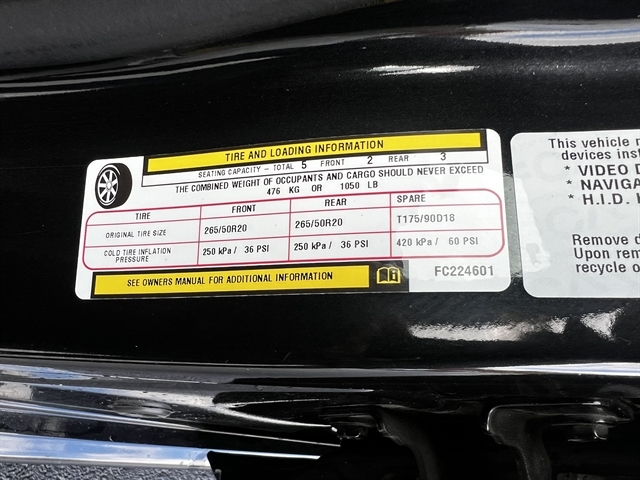 TIRE AND LOADING INFORMATION
SEATING CAPACITY - TOTAL 5 FRONT 2 REAR 3
THE COMBINED WEIGHT OF OCCUPANTS AND CARGO SHOULD NEVER EXCEED
476 KG OR 1050 LB
TIRE FRONT REAR SPARE
ORIGINAL TIRE SIZE 265/50R20 265/50R20 T175/90D18
COLD TIRE INFLATION
PRESSURE 250 kPa / 36 PSI 250 kPa / 36 PSI 420 kPa / 60 PSI
SEE OWNERS MANUAL FOR ADDITIONAL INFORMATION
FC224601
This vehicle
devices
* VIDEO
*
* H.I.D.
Remove
Upon
recycle